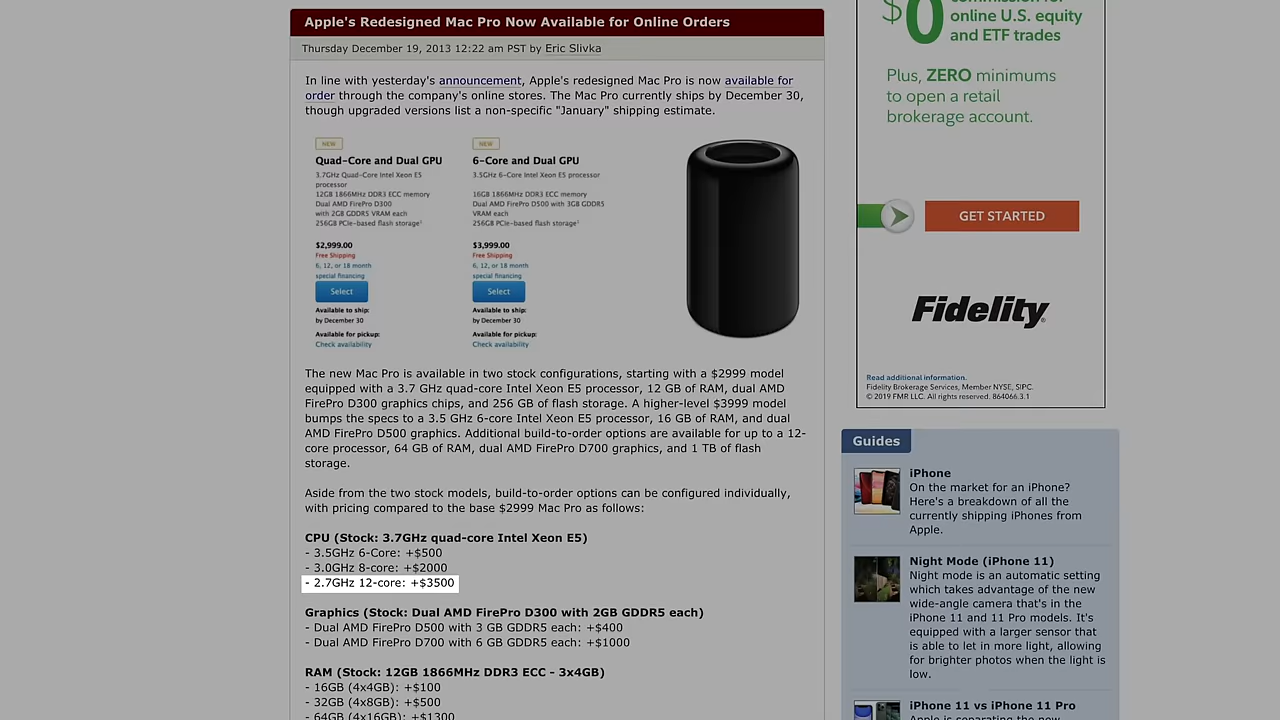 Apple's Redesigned Mac Pro Now Available for Online Orders
Thursday December 19, 2013 12:22 am PST by Eric Slivka
In line with yesterday's announcement, Apple's redesigned Mac Pro is now available for
order through the company's online stores. The Mac Pro currently ships by December 30,
though upgraded versions list a non-specific "January" shipping estimate.
NEW
Quad-Core and Dual GPU
3.7GHz Quad-Core Intel Xeon E5
processor
12GB 1866MHz DDR3 ECC memory
Dual AMD FirePro D300
with 2GB GDDR5 VRAM each
256GB PCIe-based flash storage¹
$2,999.00
Free Shipping
6, 12, or 18 month
special financing
Select
Available to ship:
by December 30
Available for pickup:
Check availability
NEW
6-Core and Dual GPU
3.5GHz 6-Core Intel Xeon E5
processor
16GB 1866MHz DDR3 ECC memory
Dual AMD FirePro D500 with 3GB GDDR5
VRAM each
256GB PCIe-based flash storage¹
$3,999.00
Free Shipping
6, 12, or 18 month
special financing
Select
Available to ship:
by December 30
Available for pickup:
Check availability
The new Mac Pro is available in two stock configurations, starting with a $2999 model
equipped with a 3.7 GHz quad-core Intel Xeon E5 processor, 12 GB of RAM, dual AMD
FirePro D300 graphics chips, and 256 GB of flash storage. A higher-level $3999 model
bumps the specs to a 3.5 GHz 6-core Intel Xeon E5 processor, 16 GB of RAM, and dual
AMD FirePro D500 graphics. Additional build-to-order options are available for up to a 12-
core processor, 64 GB of RAM, dual AMD FirePro D700 graphics, and 1 TB of flash
storage.
Aside from the two stock models, build-to-order options can be configured individually,
with pricing compared to the base $2999 Mac Pro as follows:
CPU (Stock: 3.7GHz quad-core Intel Xeon E5)
- 3.5GHz 6-Core: +$500
- 3.0GHz 8-core: +$2000
- 2.7GHz 12-core: +$3500
Graphics (Stock: Dual AMD FirePro D300 with 2GB GDDR5 each)
- Dual AMD FirePro D500 with 3 GB GDDR5 each: +$400
- Dual AMD FirePro D700 with 6 GB GDDR5 each: +$1000
RAM (Stock: 12GB 1866MHz DDR3 ECC - 3x4GB)
- 16GB (4x4GB): +$100
- 32GB (4x8GB): +$500
- 64GB (4x16GB): +$1300
$0 commission for
online U.S. equity
and ETF trades
Plus, ZERO minimums
to open a retail
brokerage account.
GET STARTED
Fidelity
Read additional information.
Fidelity Brokerage Services, Member NYSE, SIPC.
© 2019 FMR LLC. All rights reserved. 864066.3.1
Guides
iPhone
On the market for an iPhone?
Here's a breakdown of all the
currently shipping iPhones from
Apple.
Night Mode (iPhone 11)
Night mode is an automatic setting
which takes advantage of the new
wide-angle camera that's in the
iPhone 11 and 11 Pro models. It's
equipped with a larger sensor that
is able to let in more light, allowing
for brighter photos when the light is
low.
iPhone 11 vs iPhone 11 Pro
Apple is separating the new